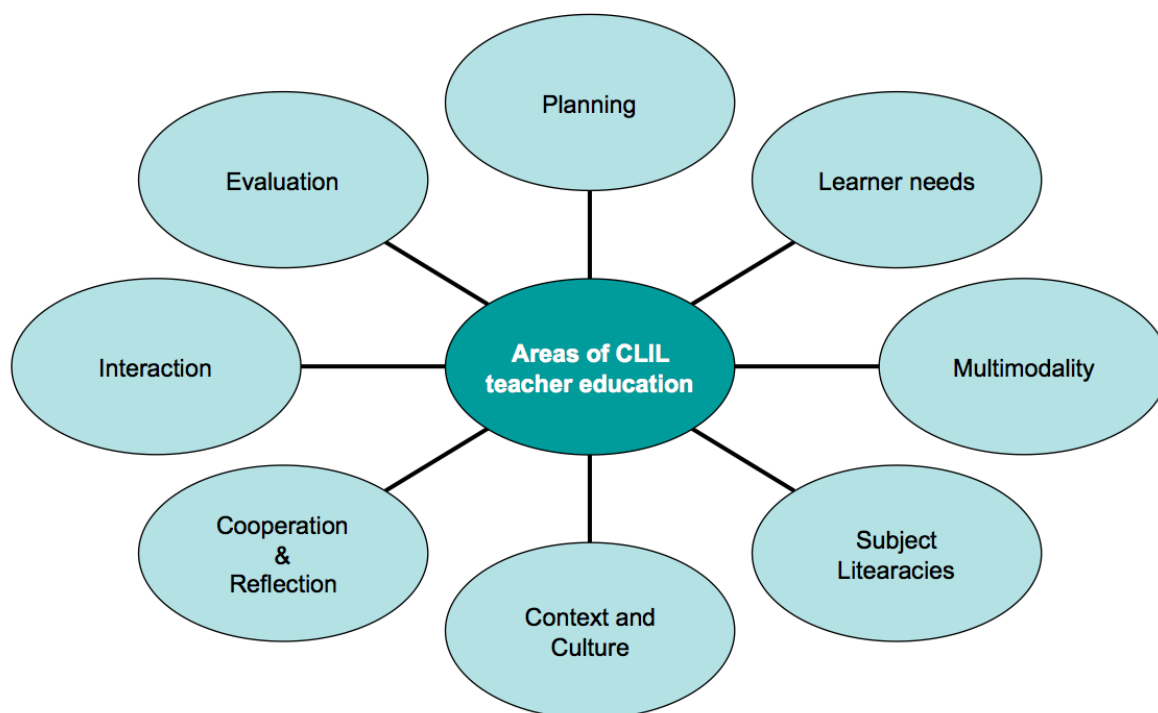 Planning
Evaluation
Learner needs
Interaction
Areas of CLIL
teacher education
Multimodality
Cooperation
&
Reflection
Subject
Litearacies
Context and
Culture